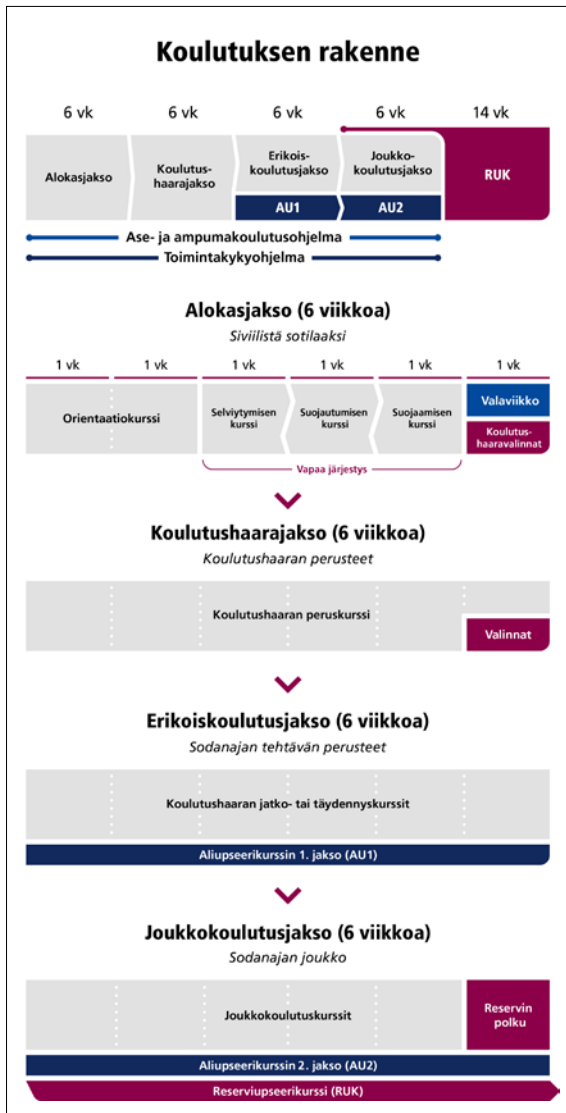 Koulutuksen rakenne
6 vk 6 vk 6 vk 6 vk 14 vk
Alokasjakso
Koulutus-
haarajakso
Erikois-
koulutusjakso
Joukko-
koulutusjakso
RUK
AU1
AU2
Ase- ja ampumakoulutusohjelma
Toimintakykyohjelma
Alokasjakso (6 viikkoa)
Siviilistä sotilaaksi
1 vk 1 vk 1 vk 1 vk 1 vk 1 vk
Orientaatiokurssi
Selviytymisen
kurssi
Suojautumisen
kurssi
Suojaamisen
kurssi
Valaviikko
Koulutus-
haaravalinnat
Vapaa järjestys
Koulutushaarajakso (6 viikkoa)
Koulutushaaran perusteet
Koulutushaaran peruskurssi
Valinnat
Erikoiskoulutusjakso (6 viikkoa)
Sodanajan tehtävän perusteet
Koulutushaaran jatko- tai täydennyskurssit
Aliupseerikurssin 1. jakso (AU1)
Joukkokoulutusjakso (6 viikkoa)
Sodanajan joukko
Joukkokoulutuskurssit
Reservin
polku
Aliupseerikurssin 2. jakso (AU2)
Reserviupseerikurssi (RUK)